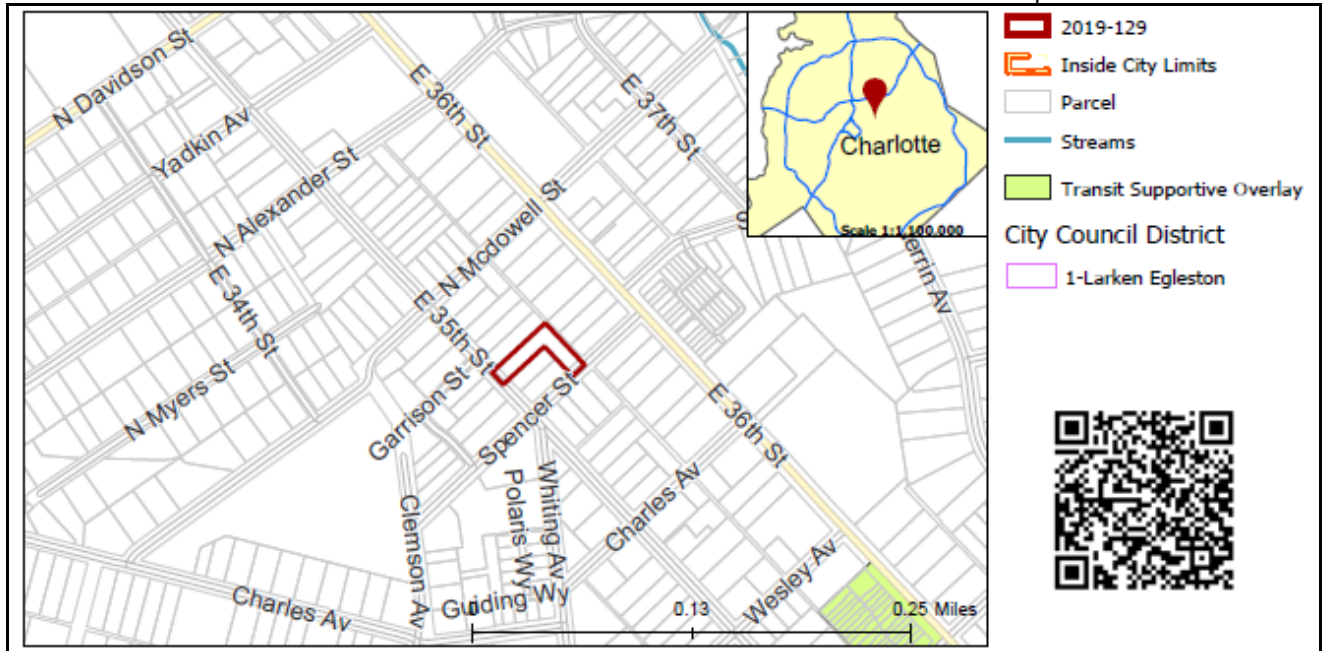 N Davidson St
Yadkin Av
N Alexander St
E 36th St
E 37th St
N Mcdowell St
E 34th St
E 35th St
N Myers St
Garrison St
Spencer St
E 36th St
Clemson Av
Polaris Wy
Whiting Av
Charles Av
Charles Av
Guiding Wy
Wesley Av
0
0.13
0.25 Miles
Charlotte
Scale 1:1,100,000
2019-129
Inside City Limits
Parcel
Streams
Transit Supportive Overlay
City Council District
1-Larken Egleston